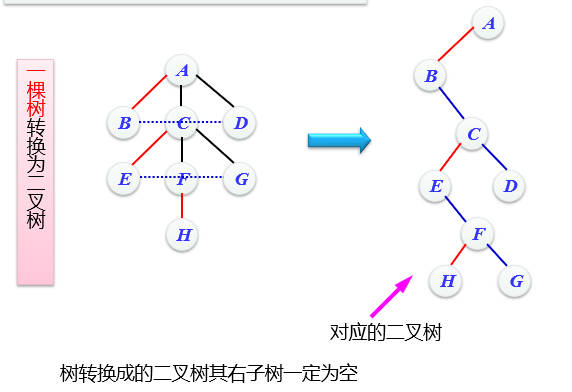 一棵树转换为二叉树
A
B C D
E F G
H
A
B
C
E D
F
H G
对应的二叉树
树转换成的二叉树其右子树一定为空